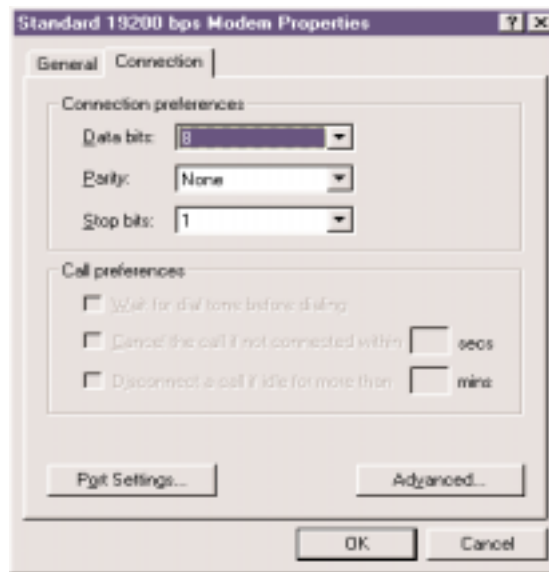 Standard 19200 bps Modem Properties
General Connection
Connection preferences
Data bits: 8
Parity: None
Stop bits: 1
Call preferences
Wait for dial tone before dialing
Cancel the call if not connected within secs
Disconnect a call if idle for more than mins
Port Settings... Advanced...
OK Cancel